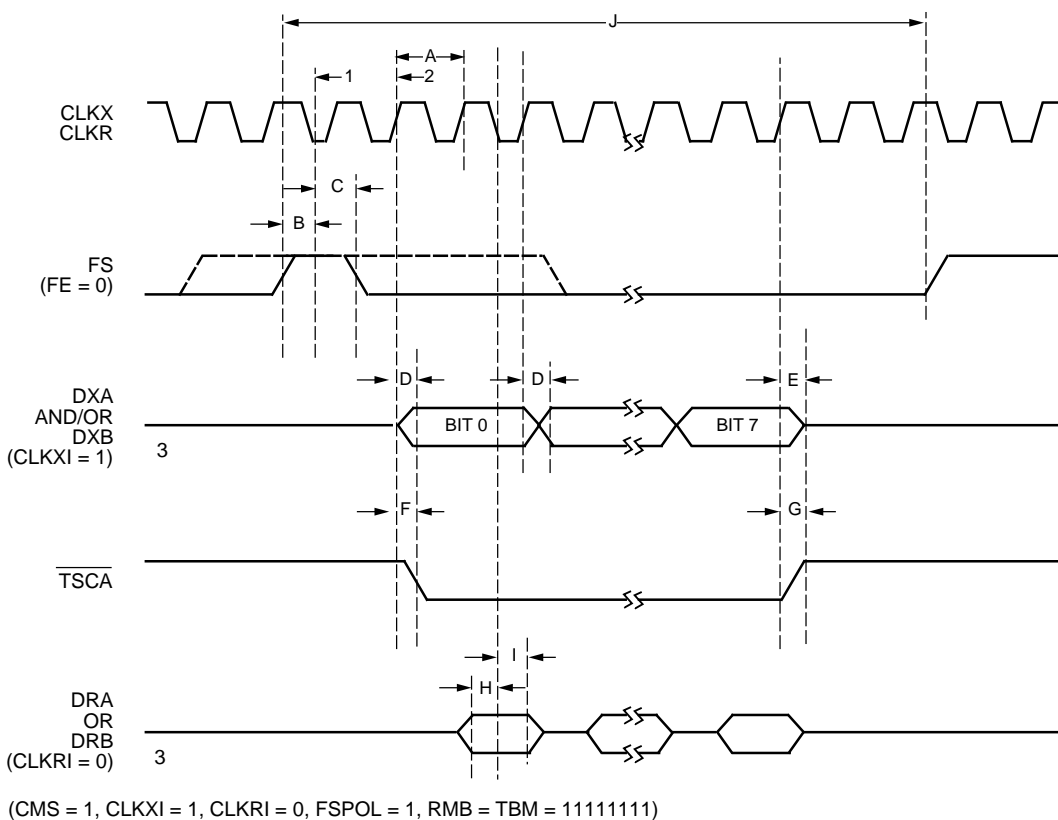 J
A
1 2
CLKX
CLKR
C
B
FS
(FE = 0)
D D E
DXA
AND/OR
DXB
(CLKXI = 1)
BIT 0 BIT 7
3
F G
TSCA
I
H
DRA
OR
DRB
(CLKRI = 0)
3
(CMS = 1, CLKXI = 1, CLKRI = 0, FSPOL = 1, RMB = TBM = 11111111)